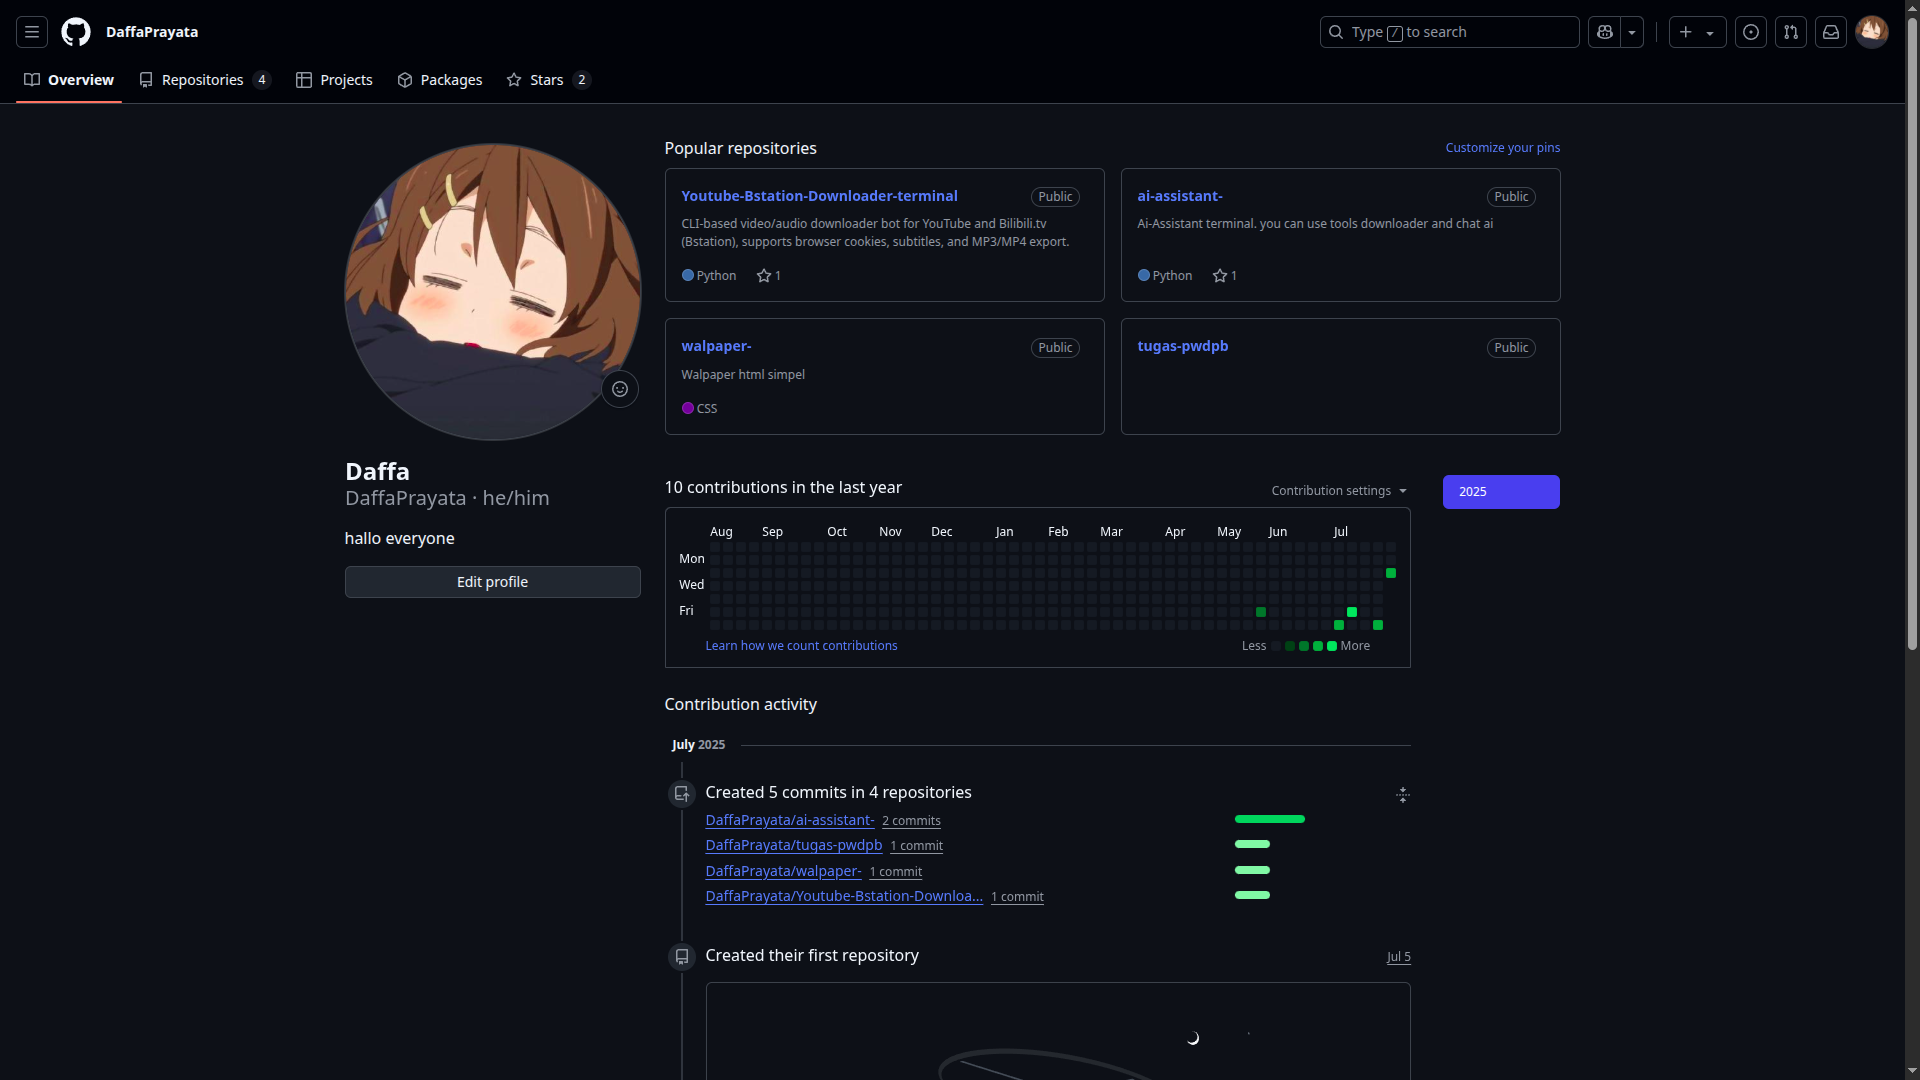 DaffaPrayata
Type / to search
Overview
Repositories 4
Projects
Packages
Stars 2
Popular repositories
Customize your pins
Youtube-Bstation-Downloader-terminal
Public
CLI-based video/audio downloader bot for YouTube and Bilibili.tv
(Bstation), supports browser cookies, subtitles, and MP3/MP4 export.
Python
1
ai-assistant-
Public
Ai-Assistant terminal. you can use tools downloader and chat ai
Python
1
walpaper-
Public
Walpaper html simpel
CSS
tugas-pwdpb
Public
Daffa
DaffaPrayata · he/him
hallo everyone
Edit profile
10 contributions in the last year
Contribution settings
2025
Aug Sep Oct Nov Dec Jan Feb Mar Apr May Jun Jul
Mon
Wed
Fri
Learn how we count contributions
Less
More
Contribution activity
July 2025
Created 5 commits in 4 repositories
DaffaPrayata/ai-assistant- 2 commits
DaffaPrayata/tugas-pwdpb 1 commit
DaffaPrayata/walpaper- 1 commit
DaffaPrayata/Youtube-Bstation-Downloa... 1 commit
Created their first repository
Jul 5